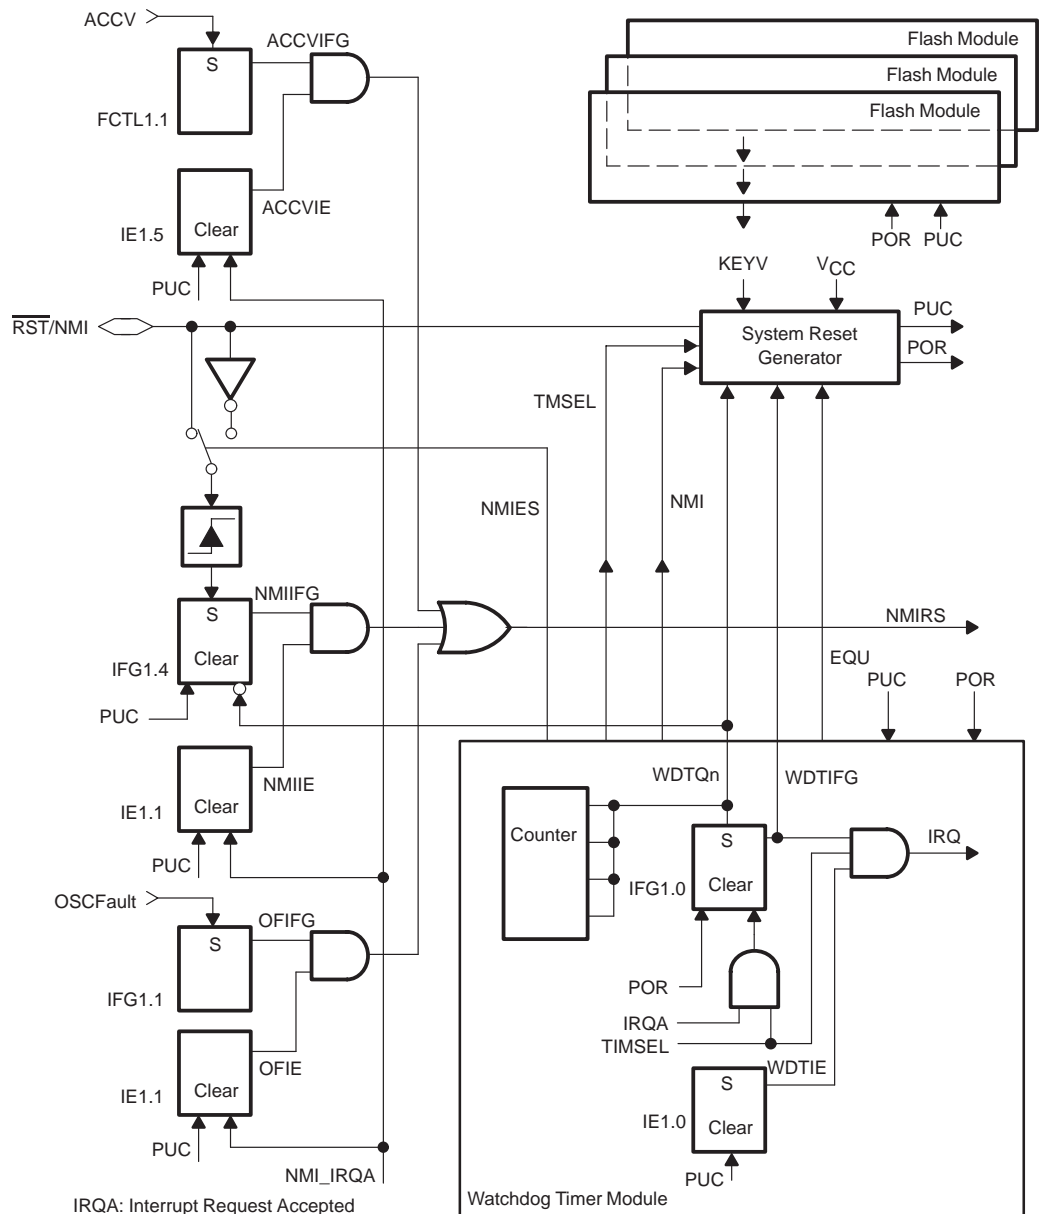 ACCV
ACCVIFG
S
FCTL1.1
ACCVIE
Clear
IE1.5
PUC
Flash Module
Flash Module
Flash Module
POR
PUC
KEYV
VCC
RST/NMI
System Reset
Generator
PUC
POR
TMSEL
NMIES
NMI
S
NMIIFG
Clear
IFG1.4
PUC
NMIRS
EQU
PUC
POR
WDTQn
WDTIFG
NMIIE
Clear
IE1.1
PUC
Counter
S
IFG1.0
Clear
IRQ
OSCFault
OFIFG
S
IFG1.1
POR
IRQA
TIMSEL
OFIE
Clear
IE1.1
PUC
NMI_IRQA
WDTIE
S
IE1.0
Clear
PUC
IRQA: Interrupt Request Accepted
Watchdog Timer Module